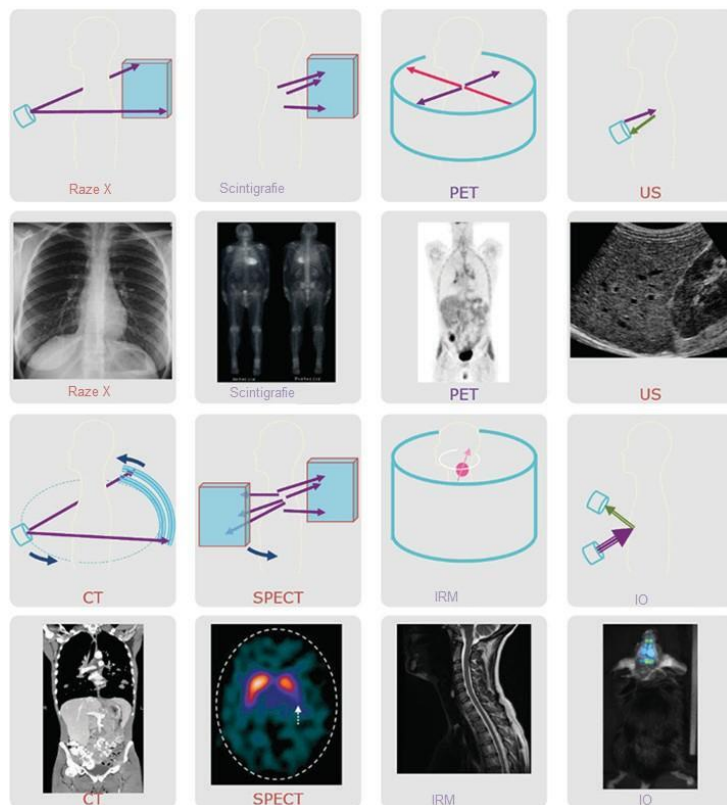 Raze X
Scintigrafie
PET
US
Raze X
Scintigrafie
PET
US
CT
SPECT
IRM
IO
CT
SPECT
IRM
IO